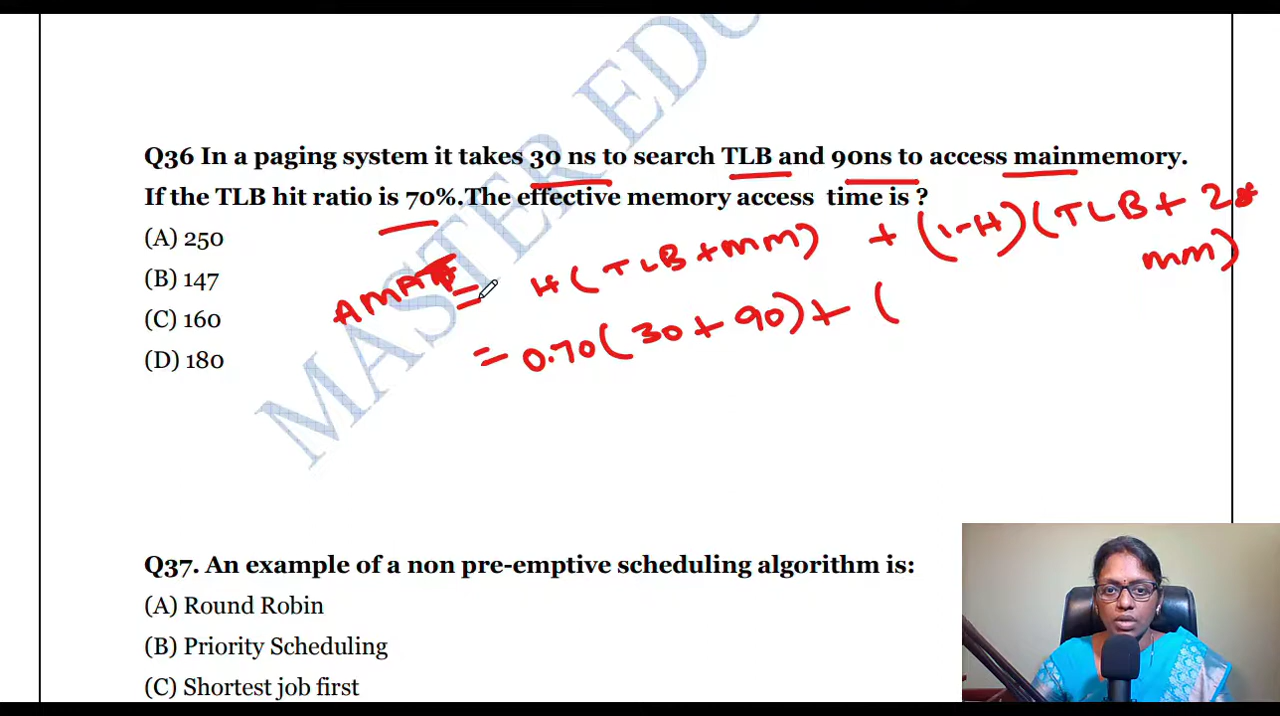 MASTER EDU
Q36 In a paging system it takes 30 ns to search TLB and 90ns to access mainmemory.
If the TLB hit ratio is 70%.The effective memory access time is ?
(A) 250
(B) 147
(C) 160
(D) 180
AMAT = H(TLB+mm) + (1-H)(TLB+2*
mm)
=0.70(30+90)+(
Q37. An example of a non pre-emptive scheduling algorithm is:
(A) Round Robin
(B) Priority Scheduling
(C) Shortest job first